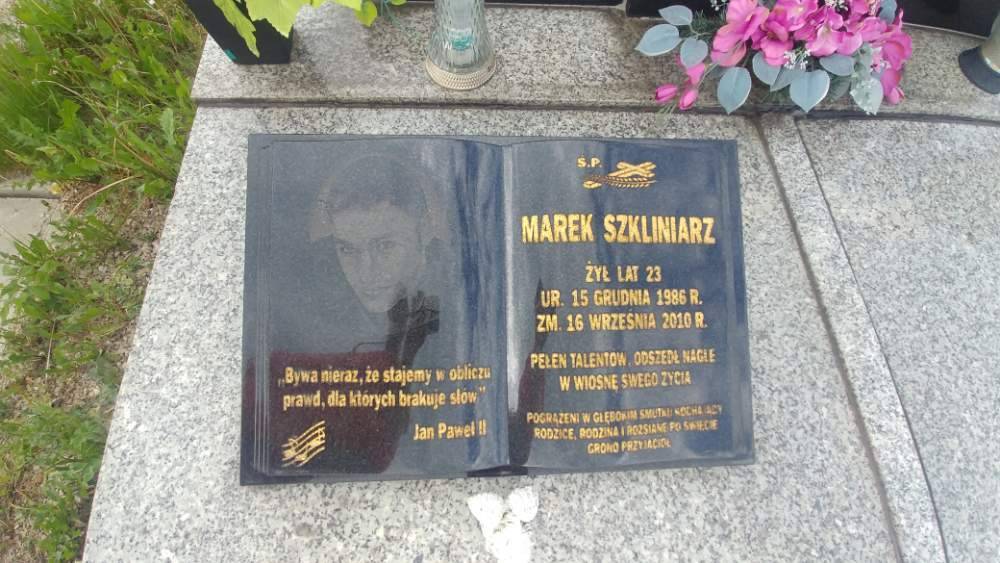 „Bywa nieraz, że stajemy w obliczu
prawd, dla których brakuje słów."
Jan Paweł II
Ś.P.
MAREK SZKLINIARZ
ŻYŁ LAT 23
UR. 15 GRUDNIA 1986 R.
ZM. 16 WRZEŚNIA 2010 R.
PEŁEN TALENTÓW, ODSZEDŁ NAGLE
W WIOSNĘ SWEGO ŻYCIA
POGRĄŻENI W GŁĘBOKIM SMUTKU KOCHAJĄCY
RODZICE, RODZINA I ROZSIANE PO ŚWIECIE
GRONO PRZYJACIÓŁ